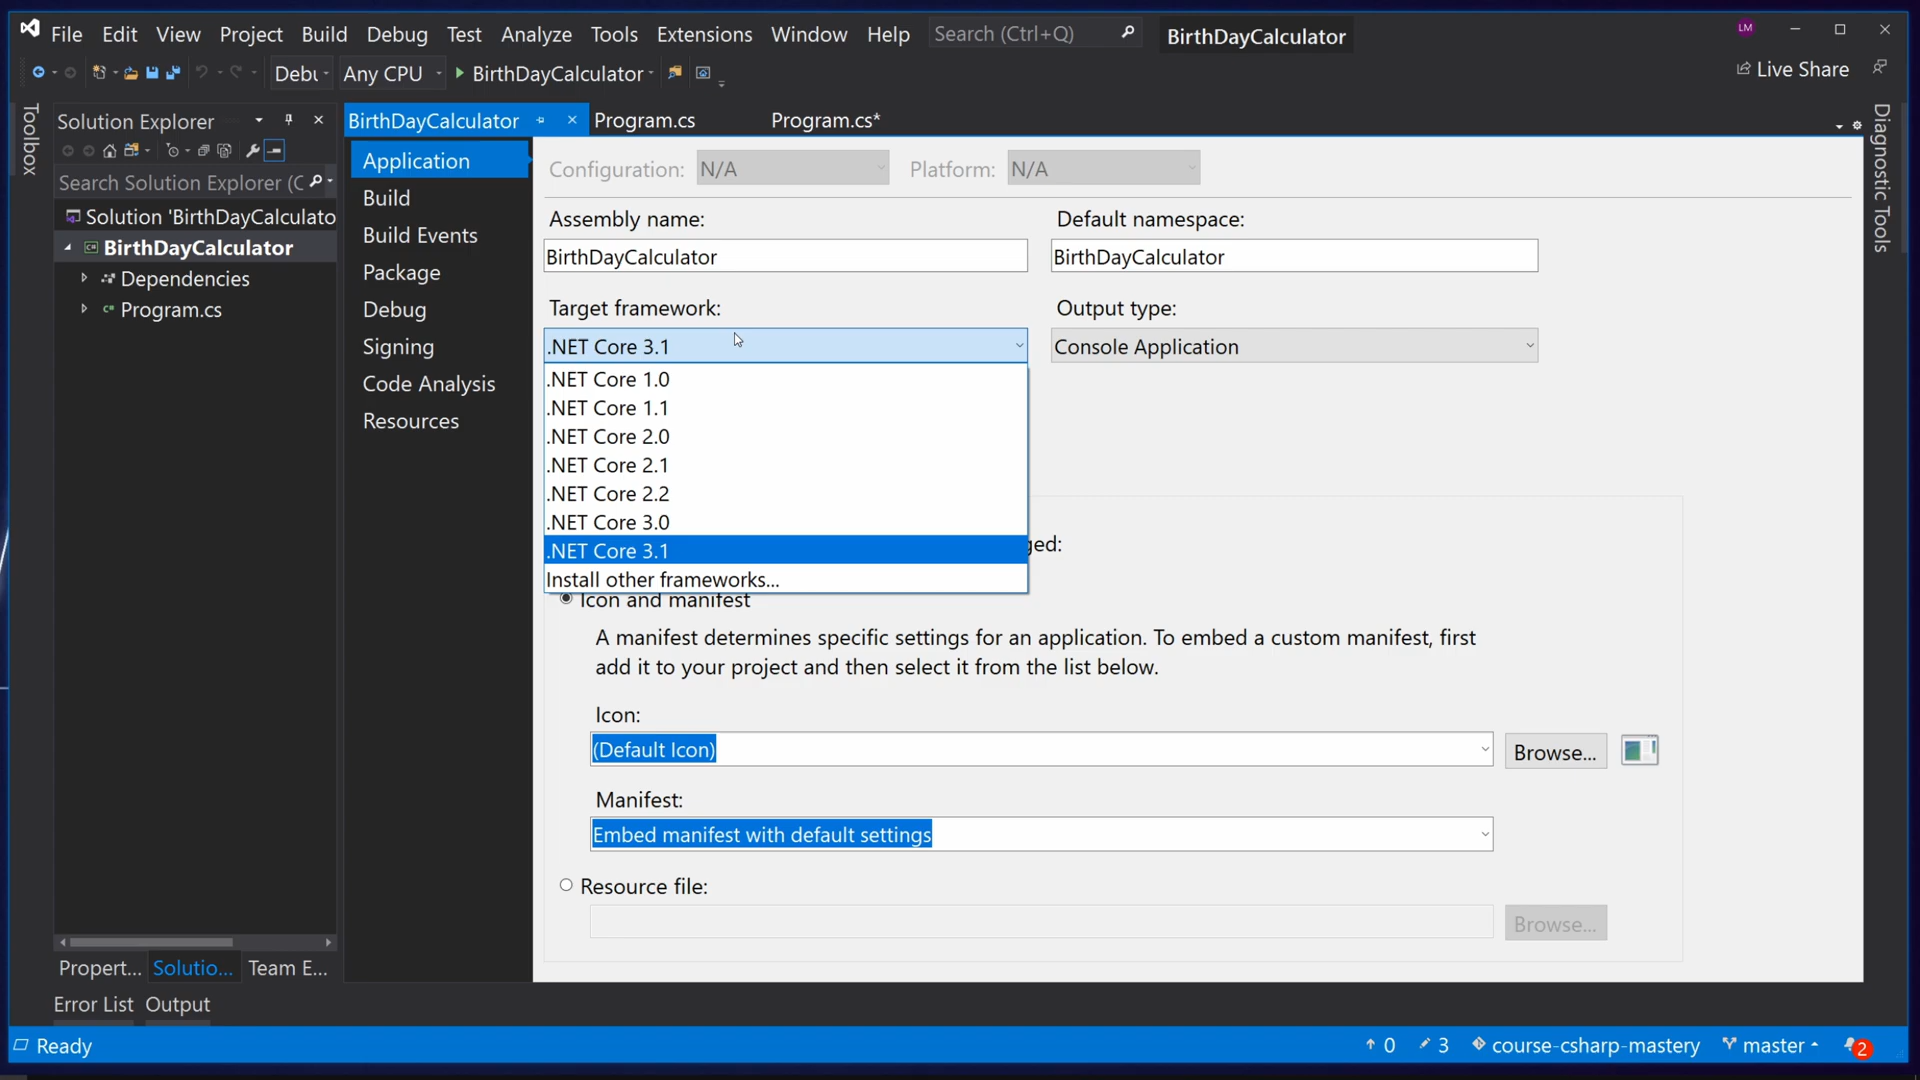 File Edit View Project Build Debug Test Analyze Tools Extensions Window Help Search (Ctrl+Q) BirthDayCalculator LM
Debu Any CPU BirthDayCalculator Live Share
Toolbox
Solution Explorer
Search Solution Explorer (C
Solution 'BirthDayCalculato
BirthDayCalculator
Dependencies
Program.cs
BirthDayCalculator Program.cs Program.cs*
Application
Build
Build Events
Package
Debug
Signing
Code Analysis
Resources
Configuration: N/A Platform: N/A
Assembly name: Default namespace:
BirthDayCalculator BirthDayCalculator
Target framework: Output type:
.NET Core 3.1 Console Application
.NET Core 1.0
.NET Core 1.1
.NET Core 2.0
.NET Core 2.1
.NET Core 2.2
.NET Core 3.0
.NET Core 3.1
ged:
Install other frameworks...
Icon and manifest
A manifest determines specific settings for an application. To embed a custom manifest, first
add it to your project and then select it from the list below.
Icon:
(Default Icon) Browse...
Manifest:
Embed manifest with default settings
Resource file:
Browse...
Diagnostic Tools
Propert... Solutio... Team E...
Error List Output
Ready 0 3 course-csharp-mastery master 2